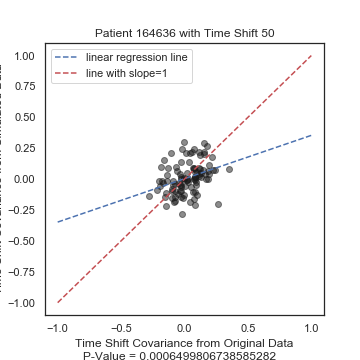 Patient 164636 with Time Shift 50
linear regression line
line with slope=1
1.00
0.75
0.50
0.25
0.00
−0.25
−0.50
−0.75
−1.00
−1.0 −0.5 0.0 0.5 1.0
Time Shift Covariance from Original Data
P-Value = 0.0006499806738585282